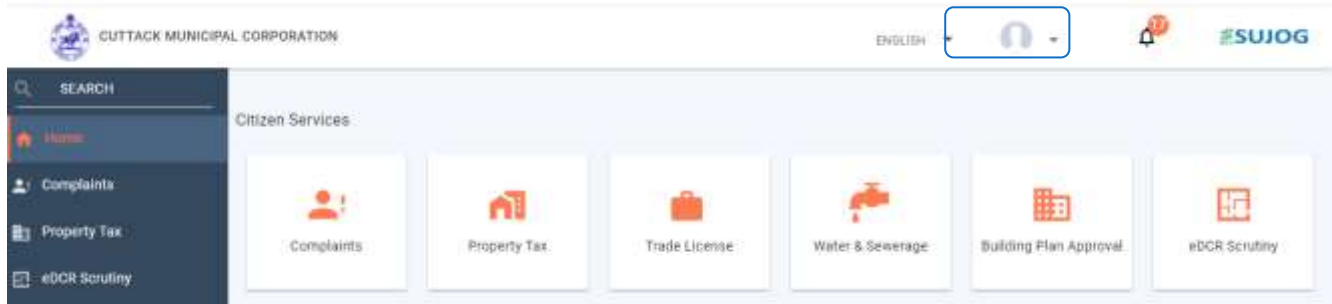 CUTTACK MUNICIPAL CORPORATION
ENGLISH
SUJOG
SEARCH
Citizen Services
Home
Complaints
Property Tax
eDCR Scrutiny
Complaints
Property Tax
Trade License
Water & Sewerage
Building Plan Approval
eDCR Scrutiny